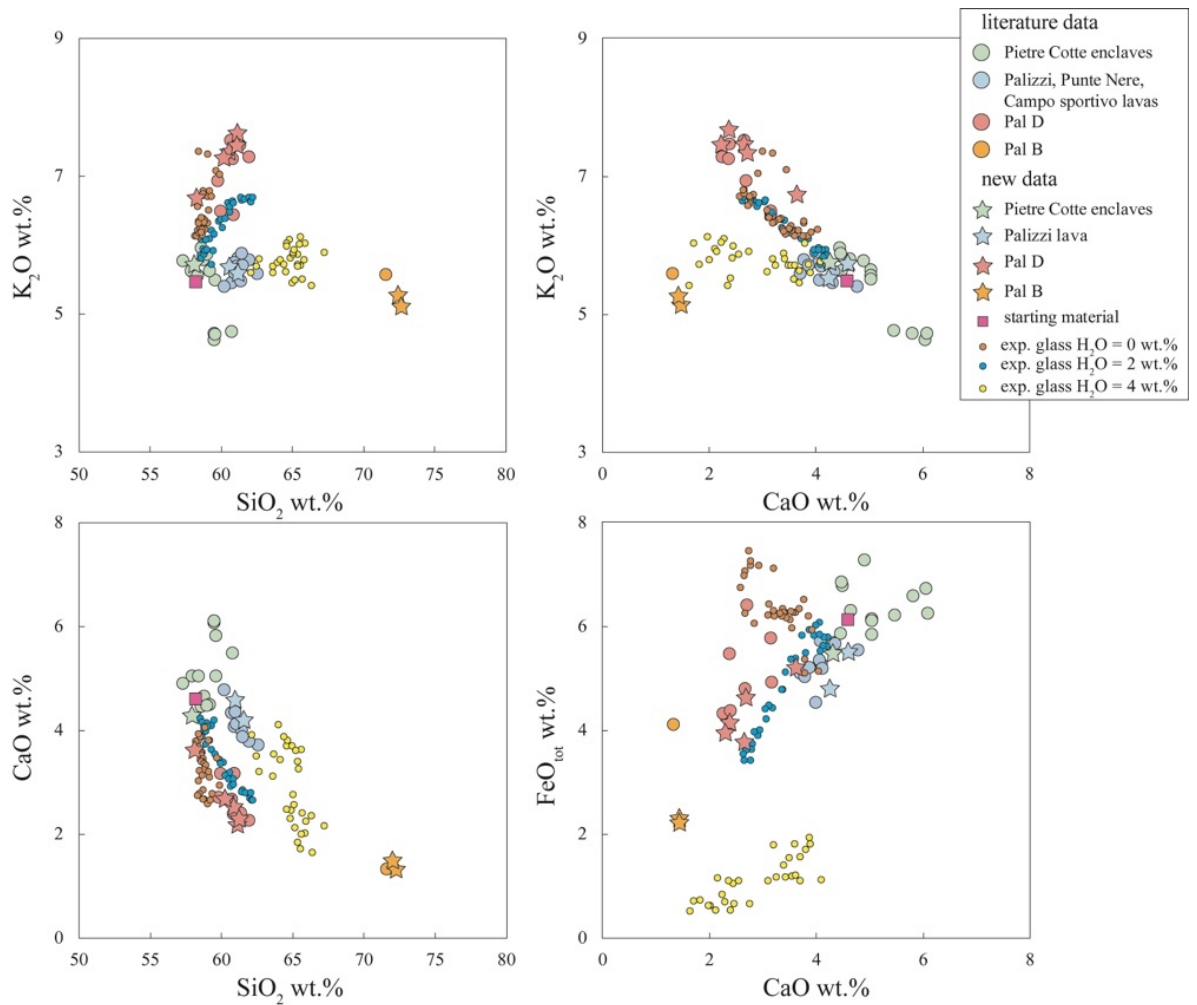 literature data
Pietre Cotte enclaves
Palizzi, Punte Nere,
Campo sportivo lavas
Pal D
Pal B
new data
Pietre Cotte enclaves
Palizzi lava
Pal D
Pal B
starting material
exp. glass H₂O = 0 wt.%
exp. glass H₂O = 2 wt.%
exp. glass H₂O = 4 wt.%
9
7
5
3
K₂O wt.%
50 55 60 65 70 75 80
SiO₂ wt.%
9
7
5
3
K₂O wt.%
0 2 4 6 8
CaO wt.%
8
6
4
2
0
CaO wt.%
50 55 60 65 70 75 80
SiO₂ wt.%
8
6
4
2
0
FeO_tot wt.%
0 2 4 6 8
CaO wt.%